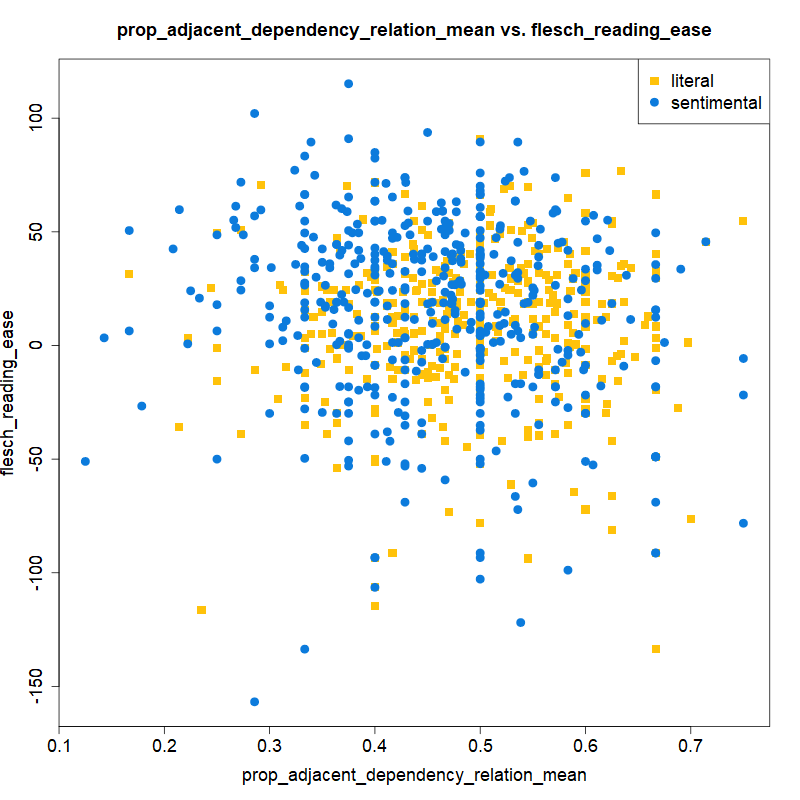 prop_adjacent_dependency_relation_mean vs. flesch_reading_ease
literal
sentimental
flesch_reading_ease
100
50
0
-50
-100
-150
0.1 0.2 0.3 0.4 0.5 0.6 0.7
prop_adjacent_dependency_relation_mean